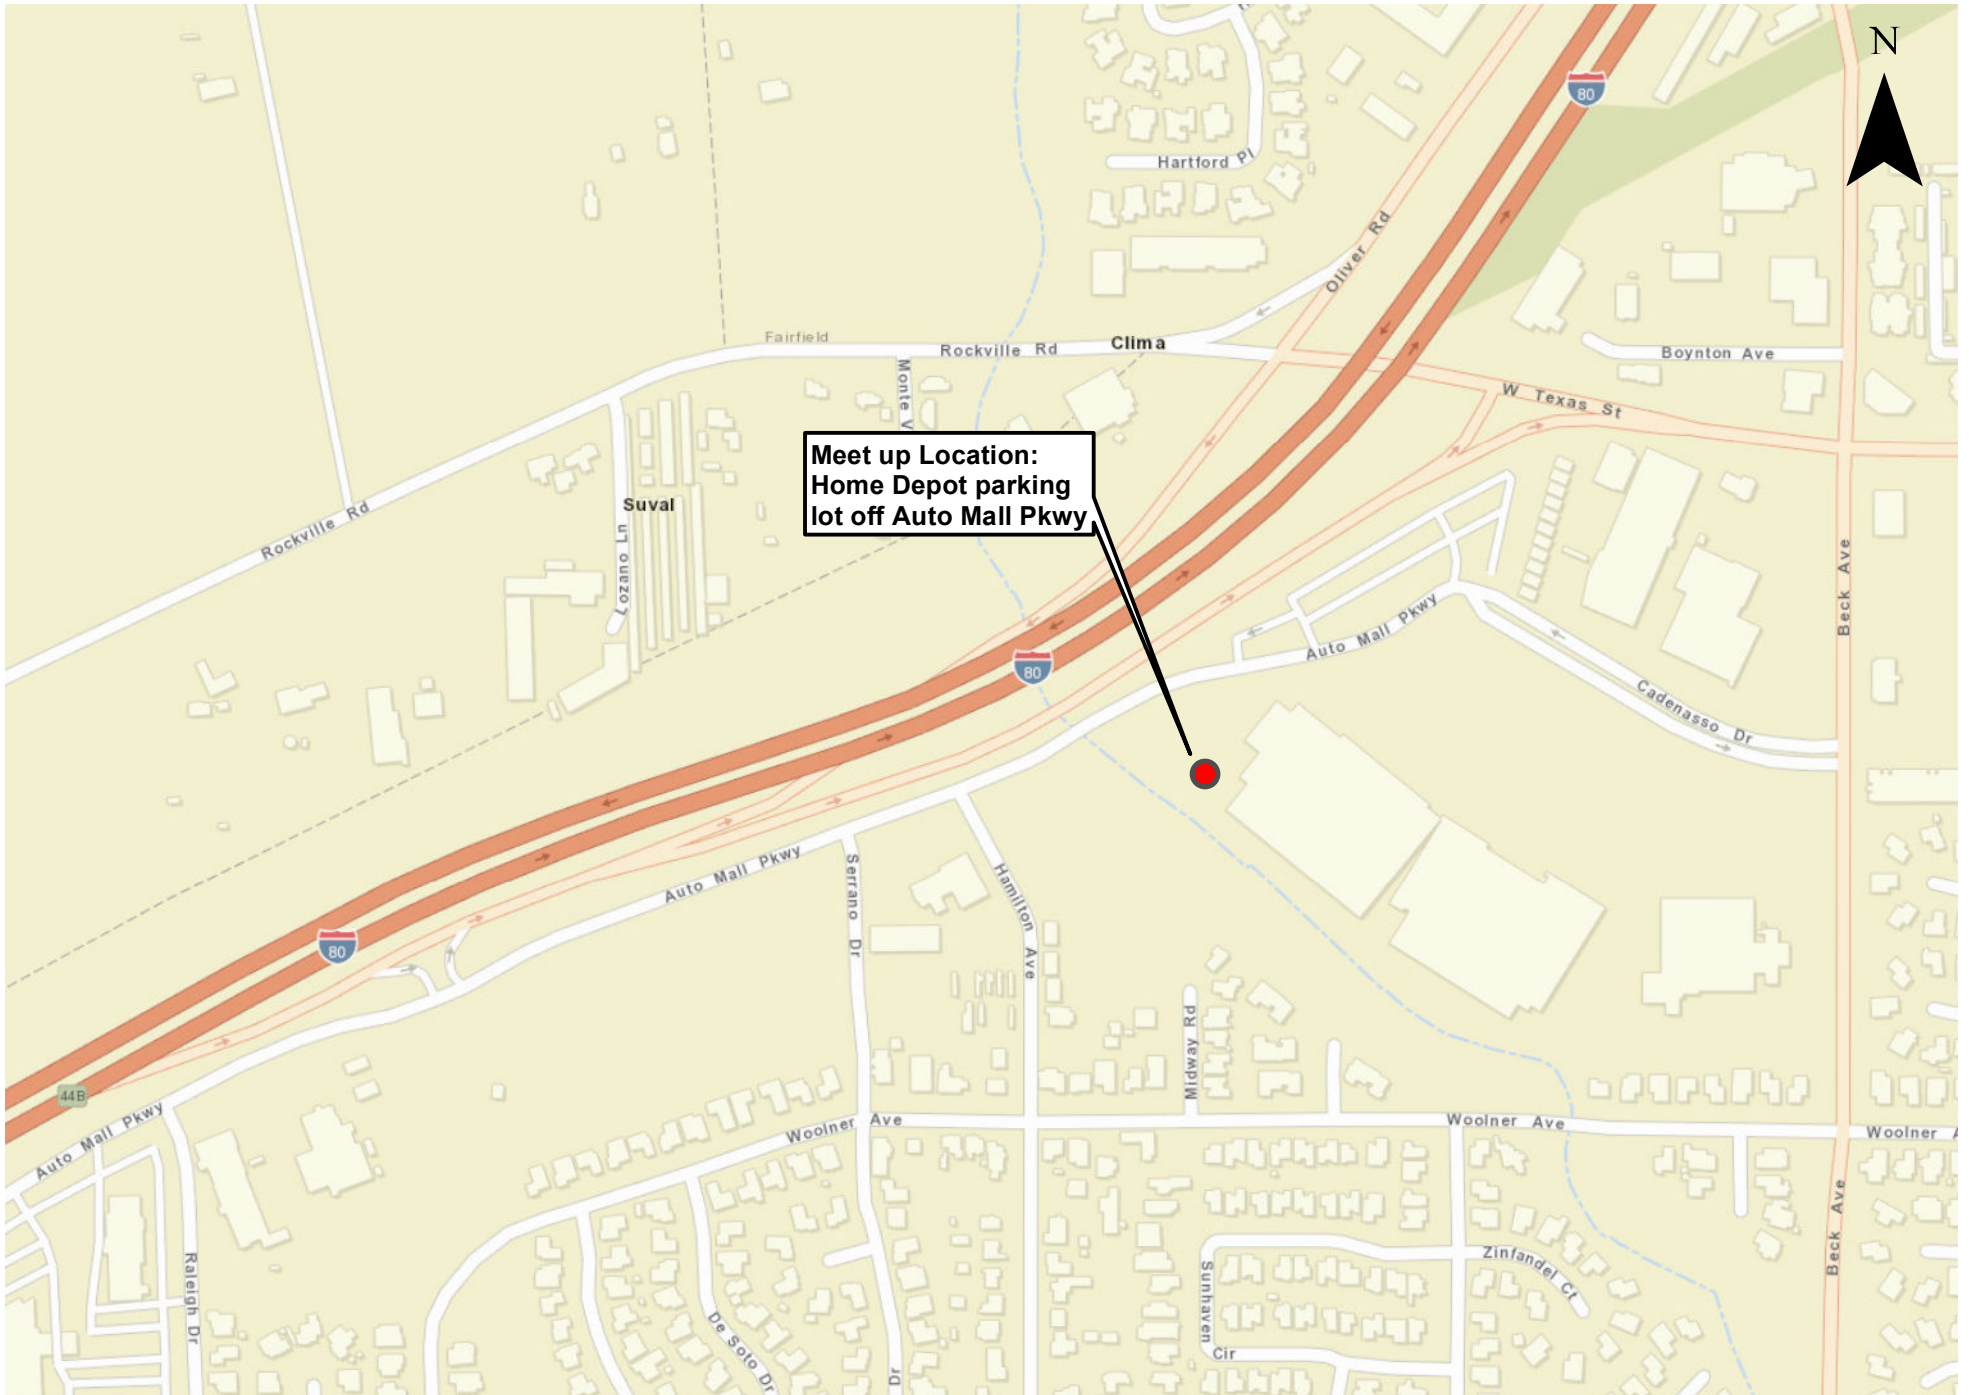 N
80
Hartford Pl
Oliver Rd
Fairfield
Rockville Rd
Clima
Boynton Ave
Monte V
W Texas St
Meet up Location:
Home Depot parking
lot off Auto Mall Pkwy
Suval
Rockville Rd
Lozano Ln
Beck Ave
Auto Mall Pkwy
80
Cadenasso Dr
Auto Mall Pkwy
Serrano Dr
Hamilton Ave
80
Midway Rd
44B
Auto Mall Pkwy
Woolner Ave
Woolner Ave
Woolner A
Beck Ave
Raleigh Dr
De Soto Dr
Dr
Sunhaven Cir
Zinfandel Ct